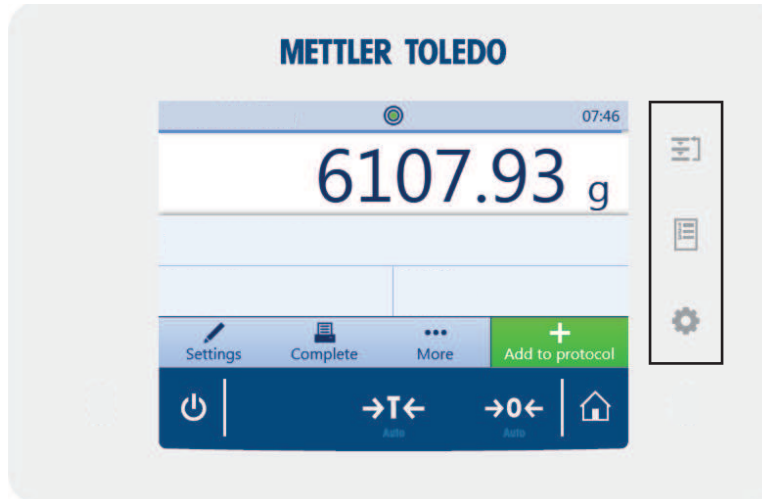 METTLER TOLEDO
07:46
6107.93 g
Settings Complete More Add to protocol
→T← →0←
Auto Auto